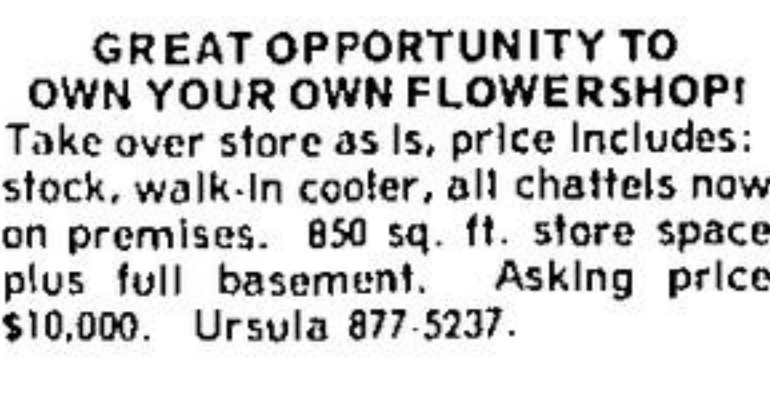 GREAT OPPORTUNITY TO
OWN YOUR OWN FLOWERSHOP!
Take over store as is, price includes:
stock, walk-in cooler, all chattels now
on premises. 850 sq. ft. store space
plus full basement. Asking price
$10,000. Ursula 877-5237.